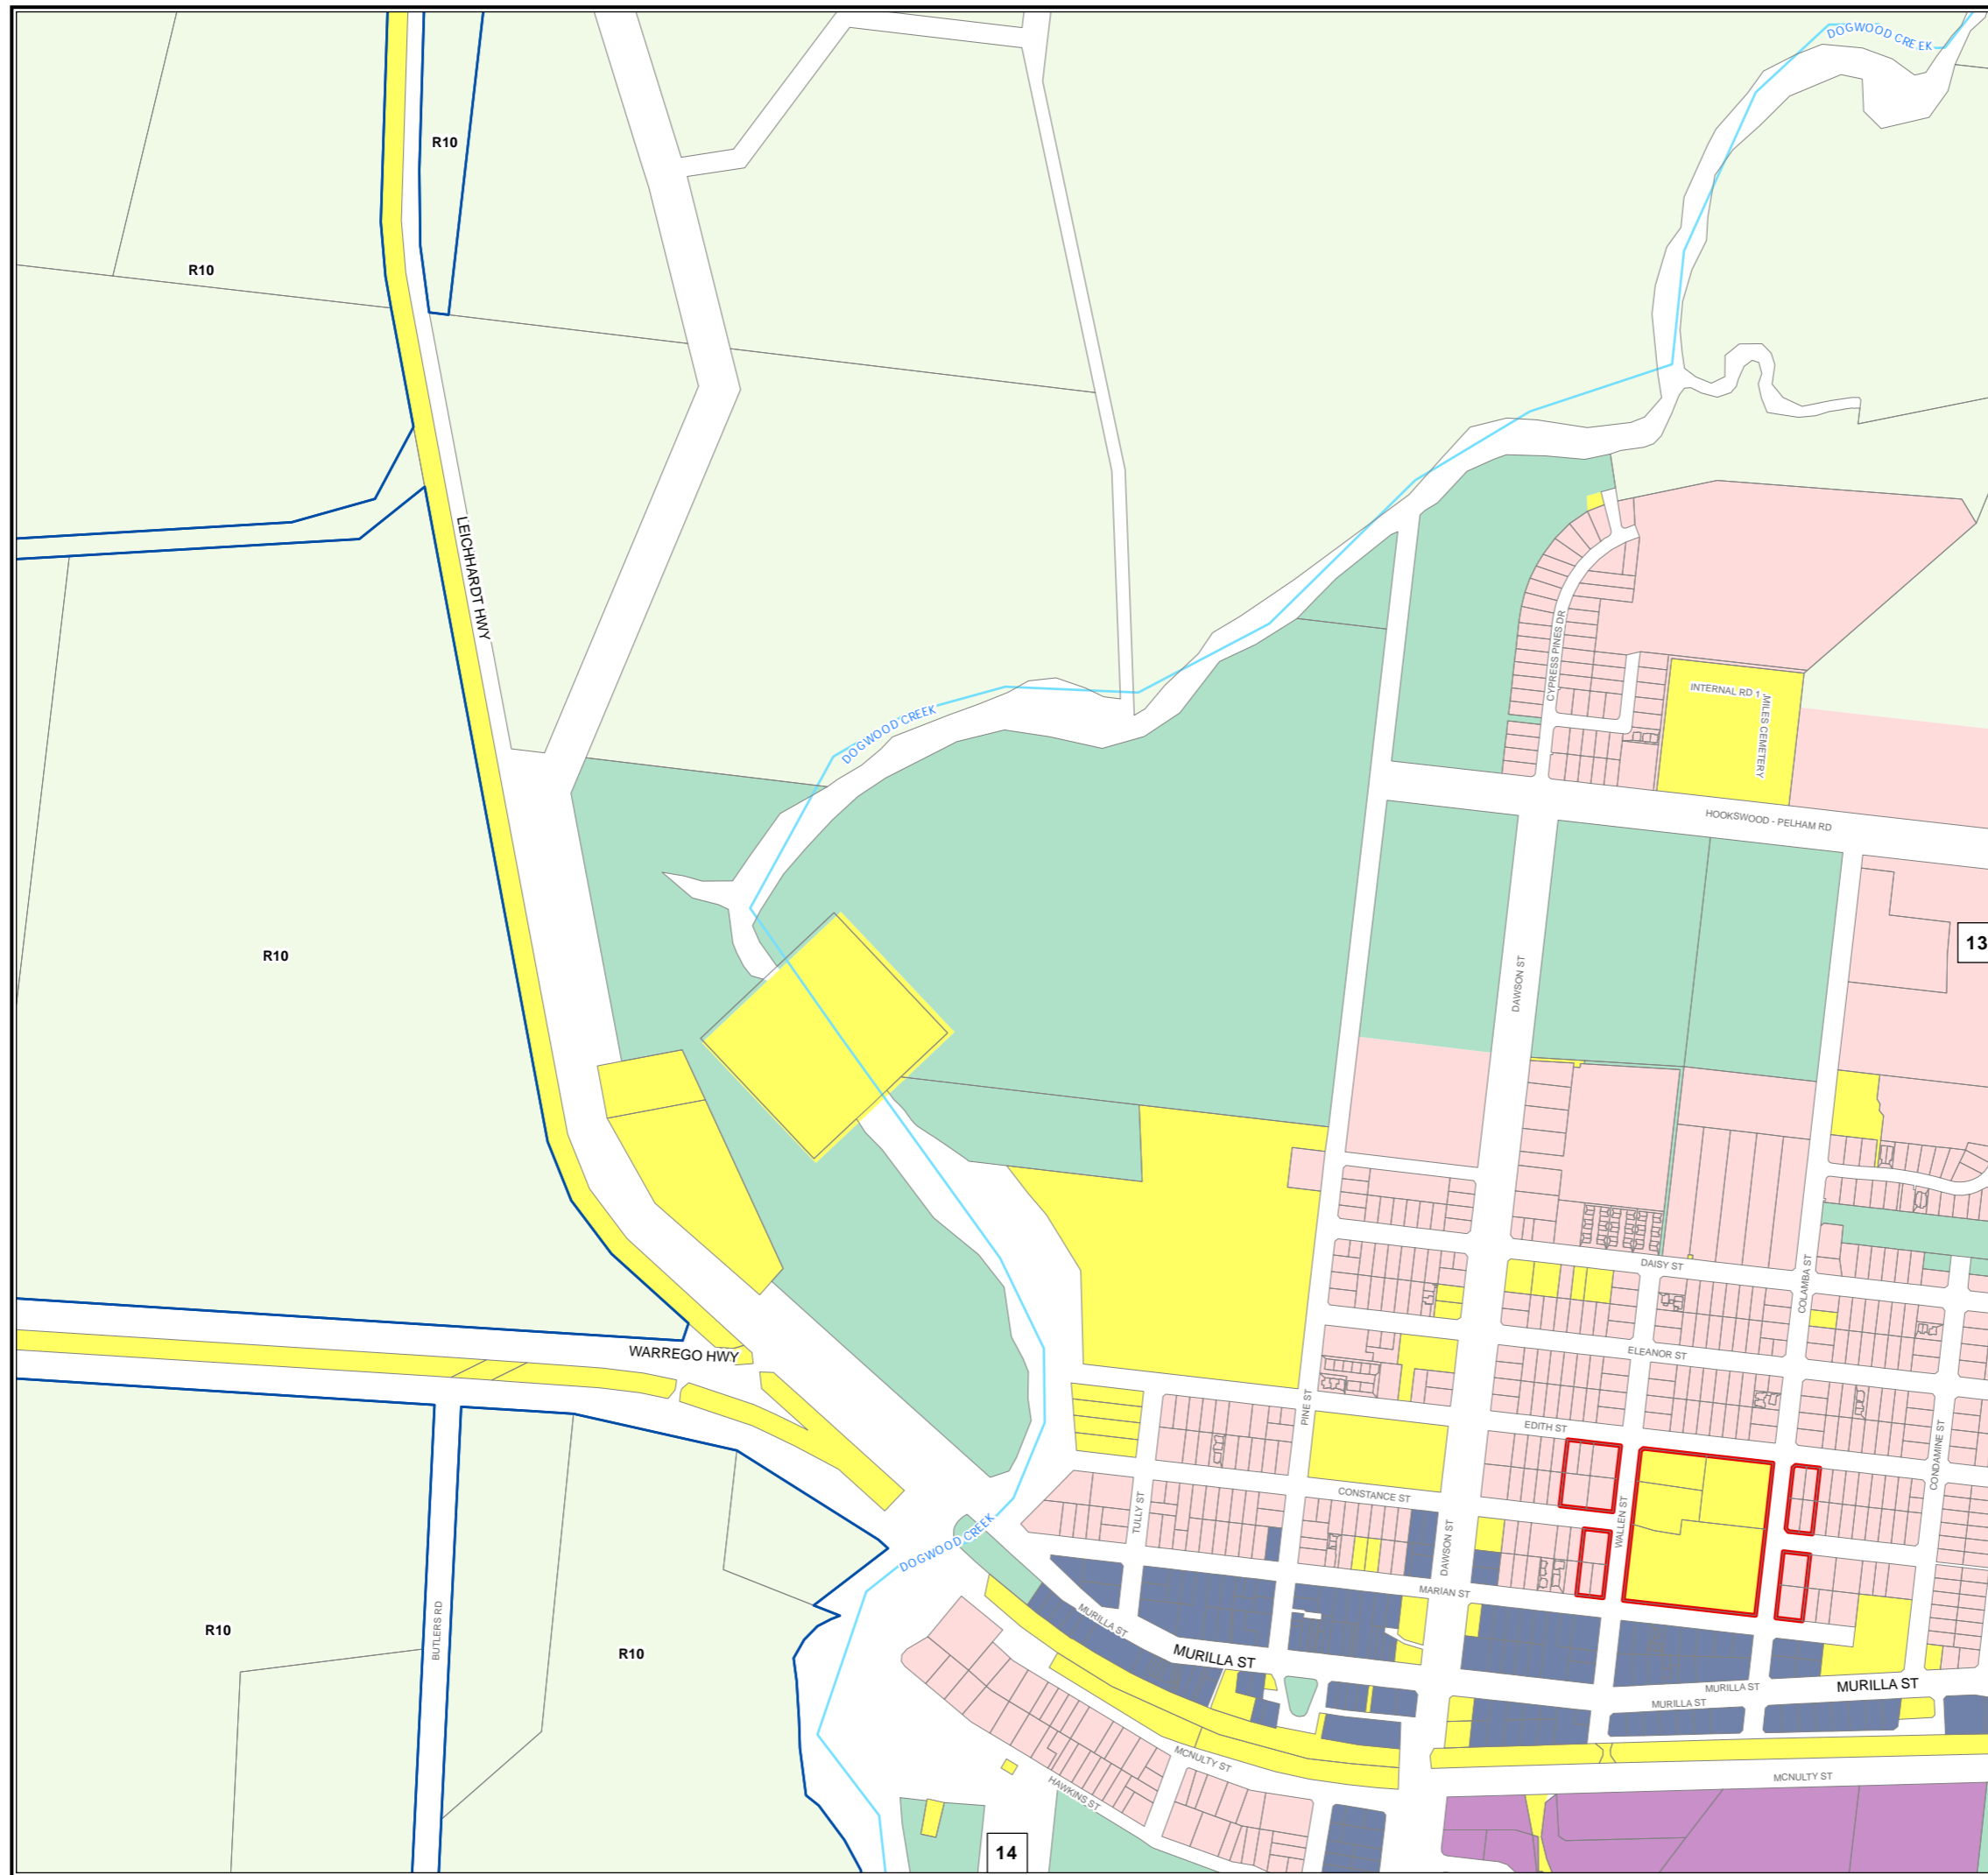 DOGWOOD CREEK
R10
R10
LEICHHARDT HWY
CYPRESS PINES DR
INTERNAL RD 1
MILES CEMETERY
DOGWOOD CREEK
HOOKSWOOD - PELHAM RD
13
R10
DAWSON ST
DAISY ST
COLAMBA ST
WARREGO HWY
ELEANOR ST
PINE ST
EDITH ST
CONDAMINE ST
CONSTANCE ST
TULLY ST
WALLEN ST
DOGWOOD CREEK
DAWSON ST
MARIAN ST
MURILLA ST
R10
BUTLERS RD
R10
MURILLA ST
MURILLA ST
MURILLA ST
MURILLA ST
MCNULTY ST
MCNULTY ST
HAWKINS ST
14